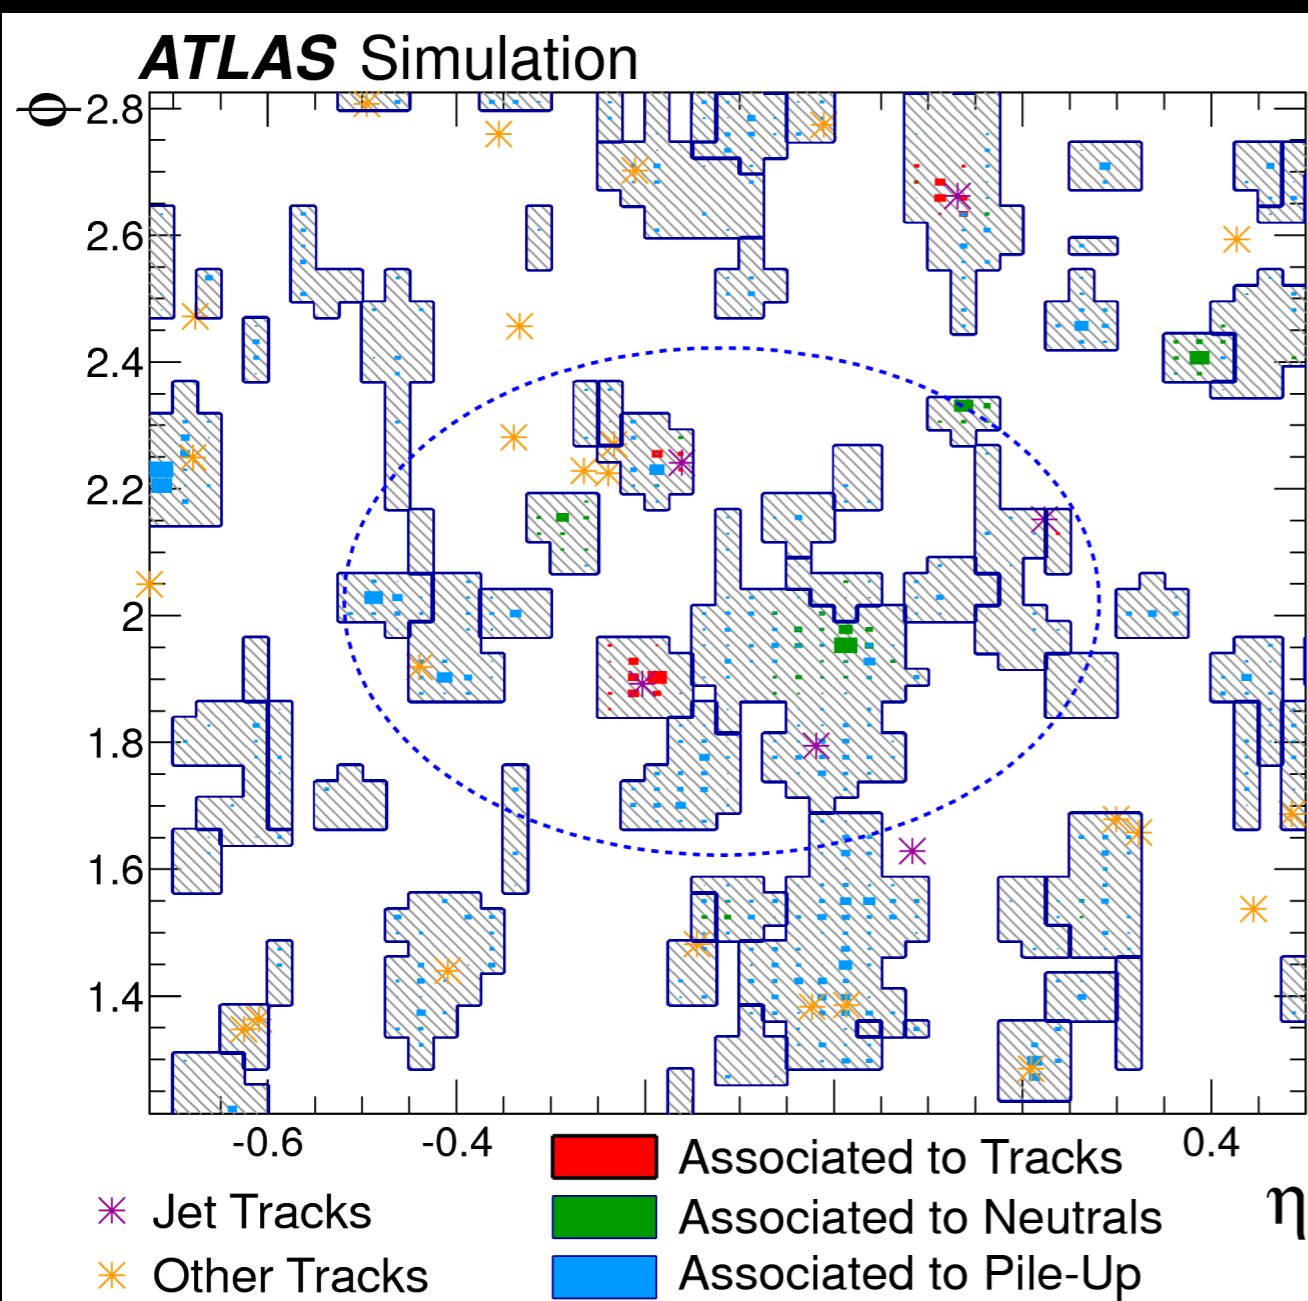 ATLAS Simulation
ϕ
2.8
2.6
2.4
2.2
2
1.8
1.6
1.4
-0.6 -0.4 0.4
η
Jet Tracks
Other Tracks
Associated to Tracks
Associated to Neutrals
Associated to Pile-Up